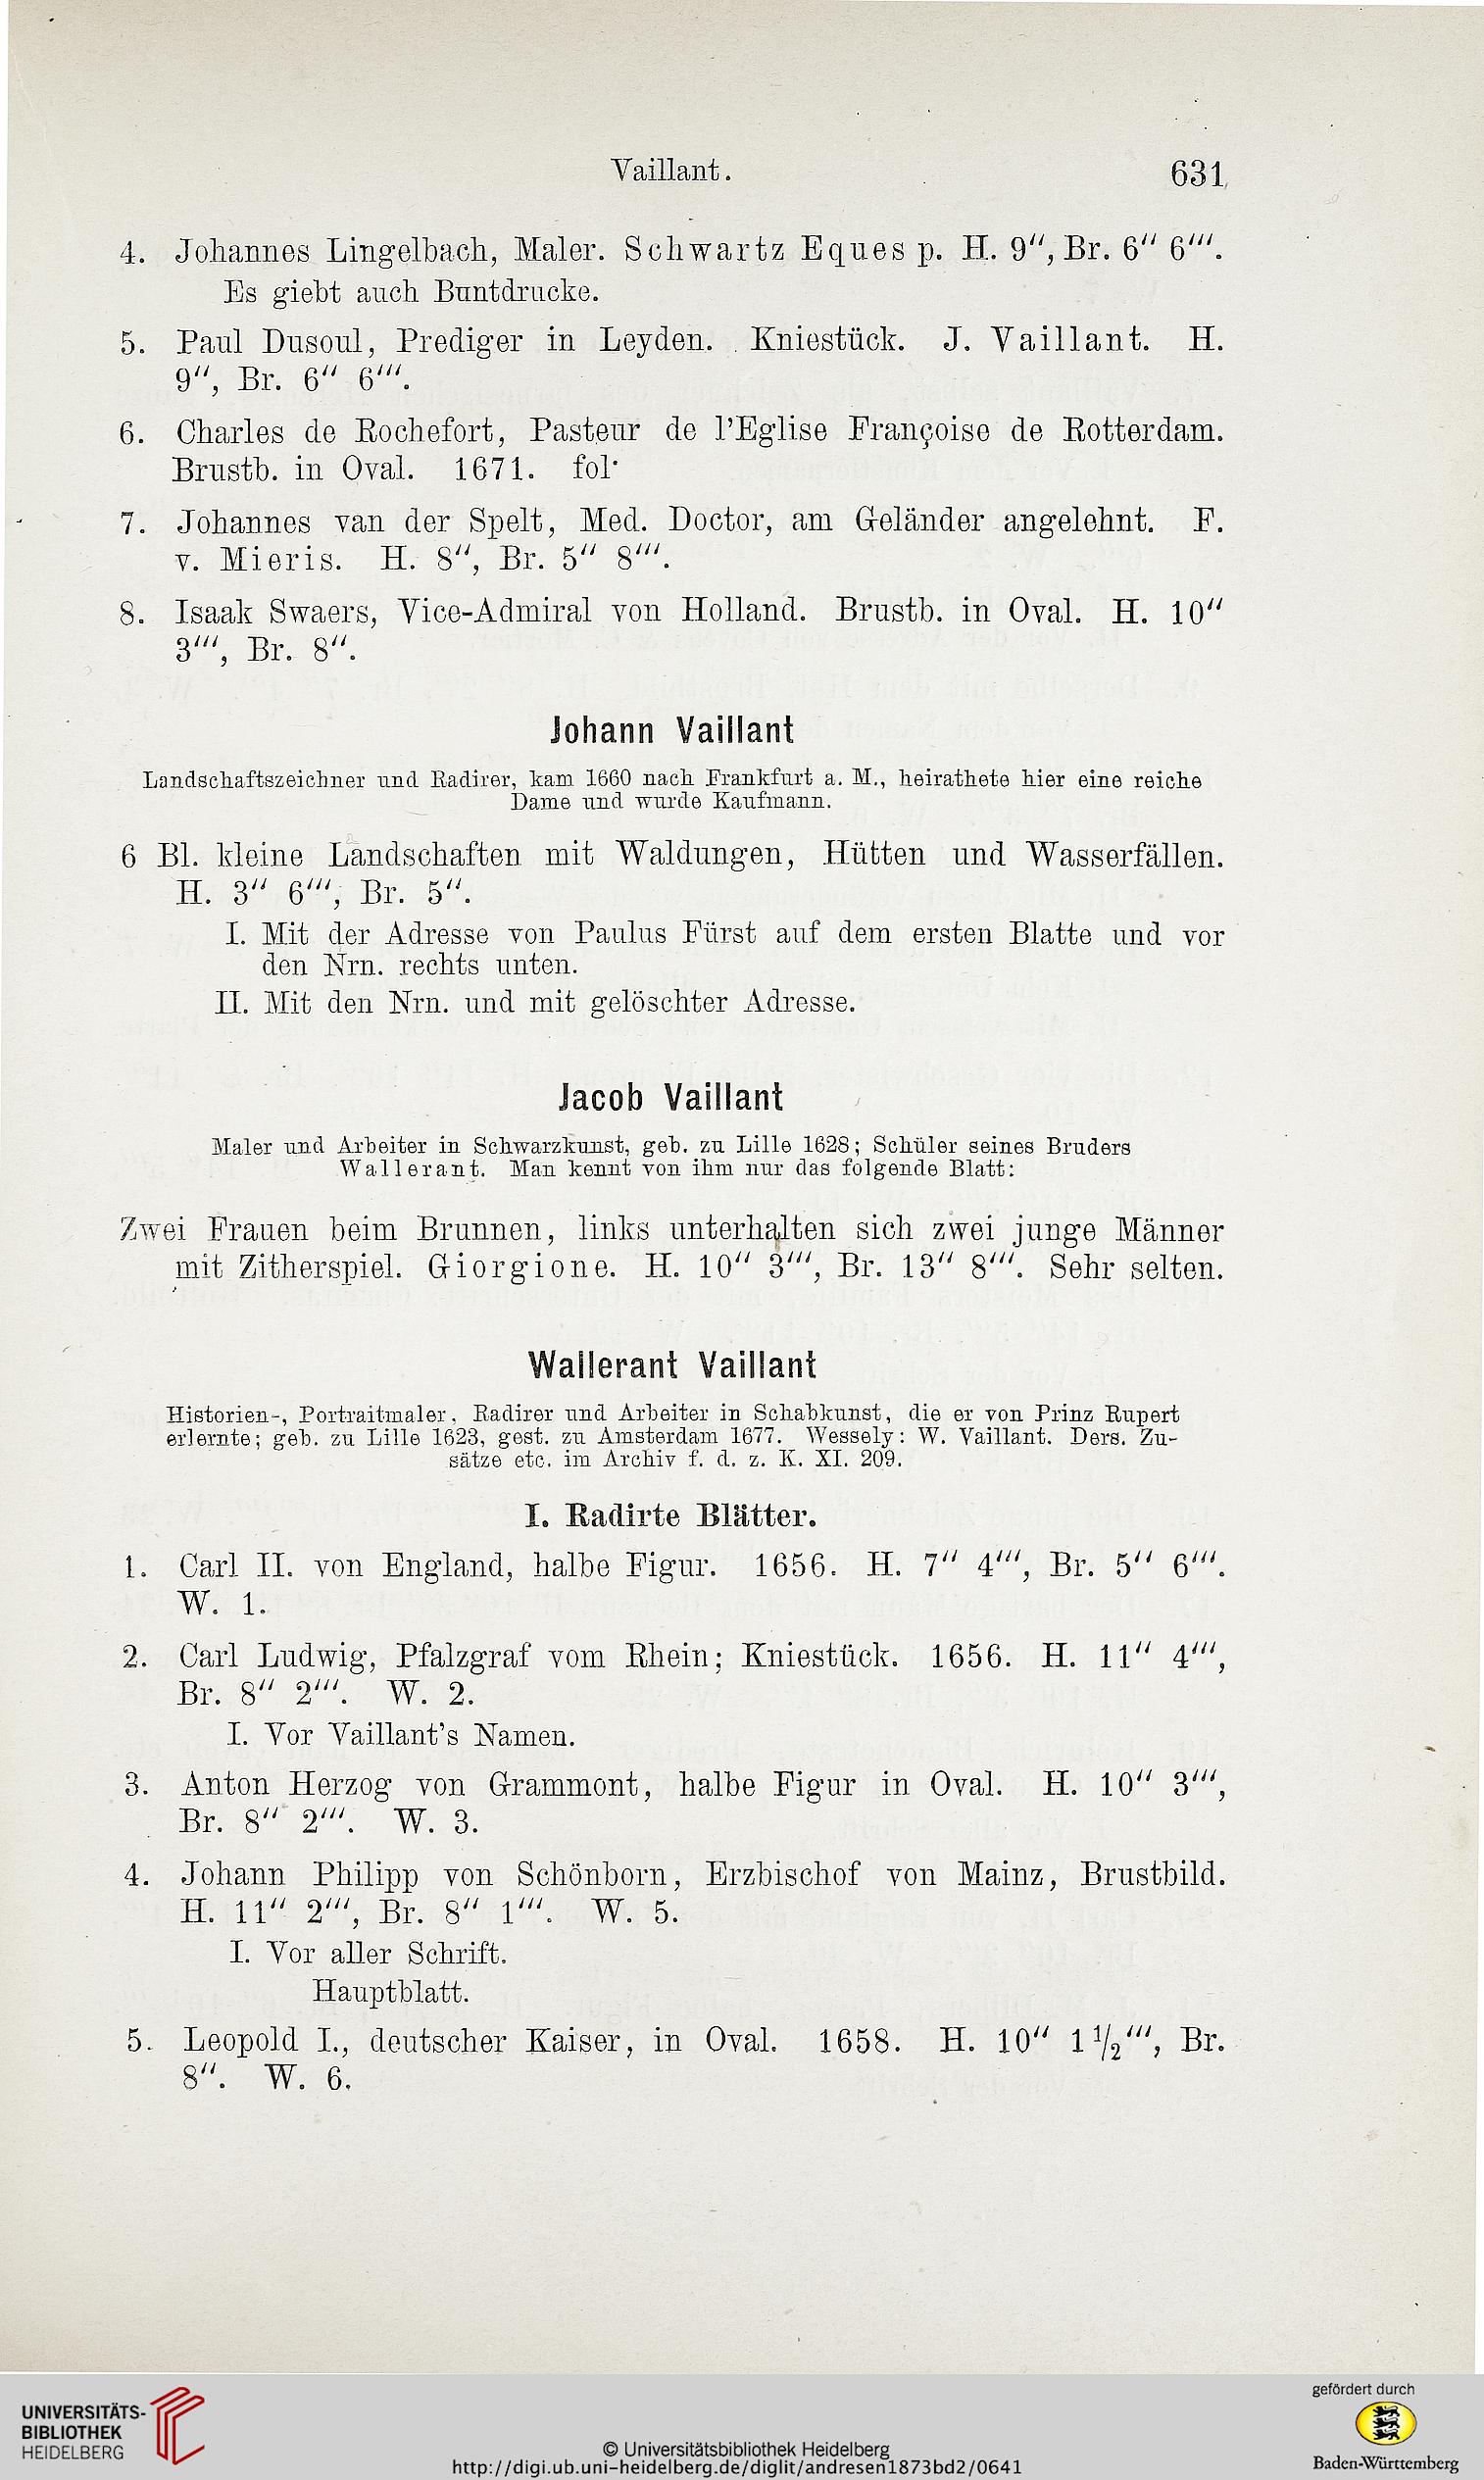 Vaillant. 631
4. Johannes Lingelbach, Maler. Schwartz Eques p. H. 9“, Br. 6“ 6‘“.
Es giebt auch Buntdrucke.
5. Paul Dusoul, Prediger in Leyden. Kniestück. J. Vaillant. H.
9“, Br. 6“ 6‘“.
6. Charles de Rochefort, Pasteur de l’Eglise Françoise de Rotterdam.
Brustb. in Oval. 1671. fol·
7. Johannes van der Spelt, Med. Doctor, am Geländer angelehnt. F.
v. Mieris. H. 8“, Br. 5“ 8‘“.
8. Isaak Swaers, Vice-Admiral von Holland. Brustb. in Oval. H. 10“
3‘“, Br. 8“.
Johann Vaillant
Landschaftszeichner und Radirer, kam 1660 nach Frankfurt a. M., heirathete hier eine reiche
Dame und wurde Kaufmann.
6 Bl. kleine Landschaften mit Waldungen, Hütten und Wasserfällen.
H. 3“ 6‘“, Br. 5“.
I. Mit der Adresse von Paulus Fürst auf dem ersten Blatte und vor
den Nrn. rechts unten.
II. Mit den Nrn. und mit gelöschter Adresse.
Jacob Vaillant
Maler und Arbeiter in Schwarzkunst, geb. zu Lille 1628; Schüler seines Bruders
Wallerant. Man kennt von ihm nur das folgende Blatt:
Zwei Frauen beim Brunnen, links unterhalten sich zwei junge Männer
mit Zitherspiel. Giorgione. H. 10“ 3‘“, Br. 13“ 8‘“. Sehr selten.
Wallerant Vaillant
Historien-, Portraitmaler, Radirer und Arbeiter in Schabkunst, die er von Prinz Rupert
erlernte; geb. zu Lille 1623, gest. zu Amsterdam 1677. Wessely: W. Vaillant. Ders. Zu-
sätze etc. im Archiv f. d. z. K. XI. 209.
I. Radirte Blätter.
1. Carl II. von England, halbe Figur. 1656. H. 7“ 4‘“, Br. 5“ 6‘“.
W. 1.
2. Carl Ludwig, Pfalzgraf vom Rhein; Kniestück. 1656. H. 11“ 4‘“,
Br. 8“ 2‘“. W. 2.
I. Vor Vaillant’s Namen.
3. Anton Herzog von Grammont, halbe Figur in Oval. H. 10“ 3‘“,
Br. 8“ 2‘“. W. 3.
4. Johann Philipp von Schönborn, Erzbischof von Mainz, Brustbild.
H. 11“ 2‘“, Br. 8“ 1‘“. W. 5.
I. Vor aller Schrift.
Hauptblatt.
5. Leopold I., deutscher Kaiser, in Oval. 1658. H. 10“ 1½‘“, Br.
8“. W. 6.
UNIVERSITÄTS-
BIBLIOTHEK
HEIDELBERG
© Universitätsbibliothek Heidelberg
http://digi.ub.uni-heidelberg.de/diglit/andresen1873bd2/0641
gefördert durch
Baden-Württemberg